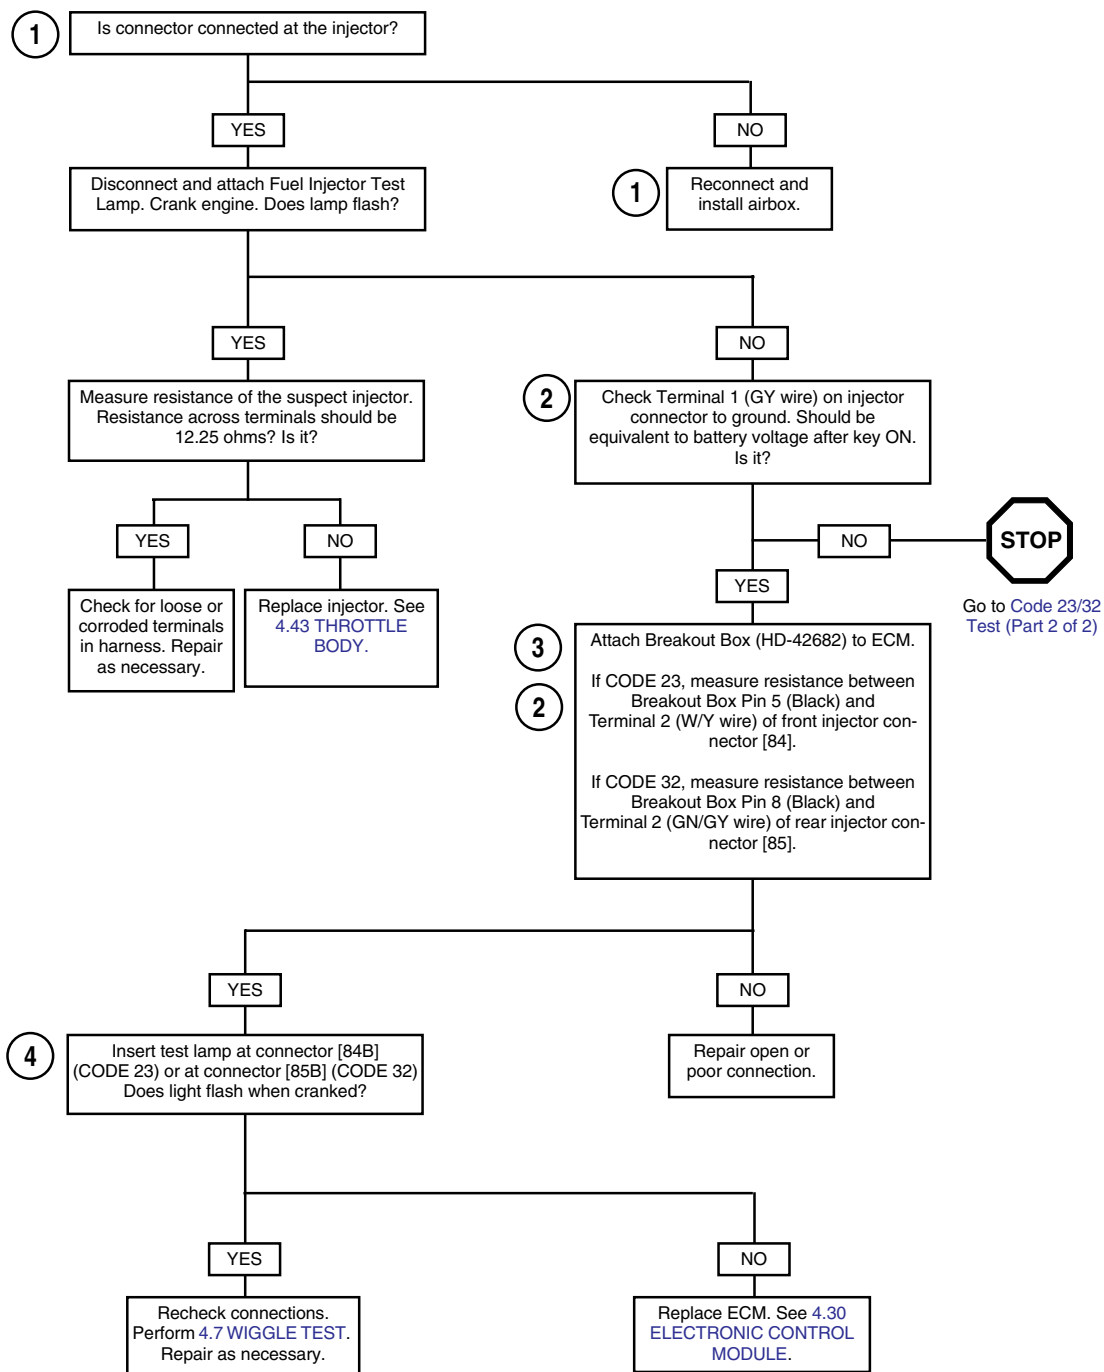 1
Is connector connected at the injector?
YES
NO
Disconnect and attach Fuel Injector Test
Lamp. Crank engine. Does lamp flash?
1
Reconnect and
install airbox.
YES
NO
Measure resistance of the suspect injector.
Resistance across terminals should be
12.25 ohms? Is it?
2
Check Terminal 1 (GY wire) on injector
connector to ground. Should be
equivalent to battery voltage after key ON.
Is it?
YES
NO
NO
STOP
YES
Check for loose or
corroded terminals
in harness. Repair
as necessary.
Replace injector. See
4.43 THROTTLE
BODY.
Go to Code 23/32
Test (Part 2 of 2)
3
2
Attach Breakout Box (HD-42682) to ECM.
If CODE 23, measure resistance between
Breakout Box Pin 5 (Black) and
Terminal 2 (W/Y wire) of front injector con-
nector [84].
If CODE 32, measure resistance between
Breakout Box Pin 8 (Black) and
Terminal 2 (GN/GY wire) of rear injector con-
nector [85].
YES
NO
4
Insert test lamp at connector [84B]
(CODE 23) or at connector [85B] (CODE 32)
Does light flash when cranked?
Repair open or
poor connection.
YES
NO
Recheck connections.
Perform 4.7 WIGGLE TEST.
Repair as necessary.
Replace ECM. See 4.30
ELECTRONIC CONTROL
MODULE.